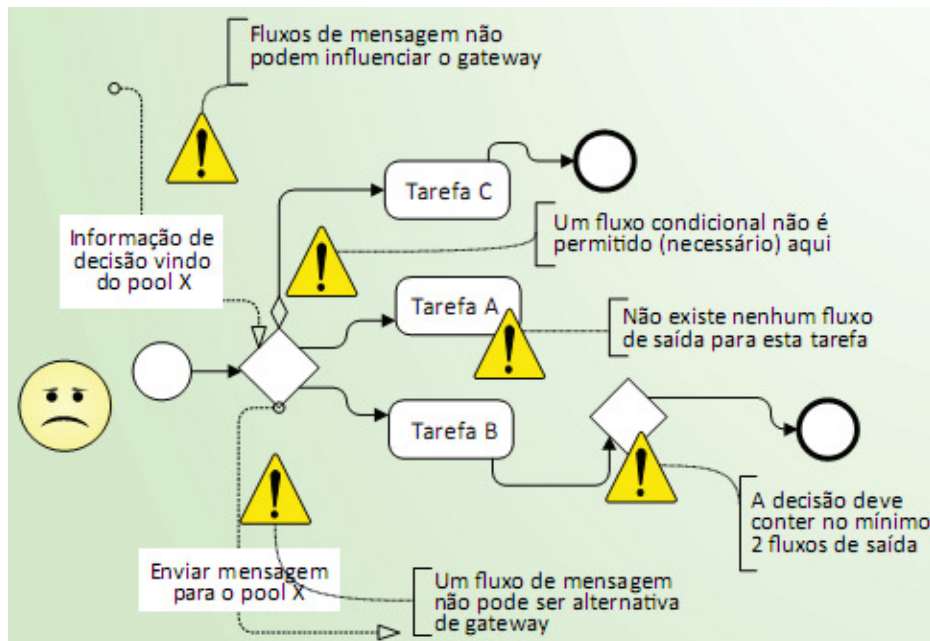 Fluxos de mensagem não
podem influenciar o gateway
Tarefa C
Informação de
decisão vindo
do pool X
Um fluxo condicional não é
permitido (necessário) aqui
Tarefa A
Não existe nenhum fluxo
de saída para esta tarefa
Tarefa B
A decisão deve
conter no mínimo
2 fluxos de saída
Enviar mensagem
para o pool X
Um fluxo de mensagem
não pode ser alternativa
de gateway